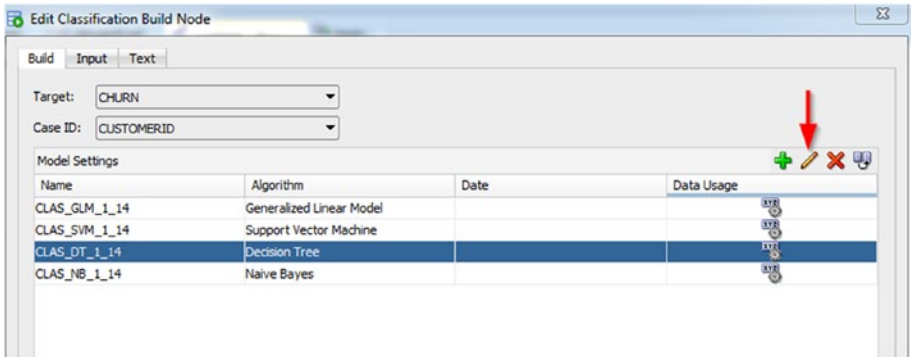 Edit Classification Build Node
Build Input Text
Target: CHURN
Case ID: CUSTOMERID
Model Settings
Name Algorithm Date Data Usage
CLAS_GLM_1_14 Generalized Linear Model
CLAS_SVM_1_14 Support Vector Machine
CLAS_DT_1_14 Decision Tree
CLAS_NB_1_14 Naive Bayes